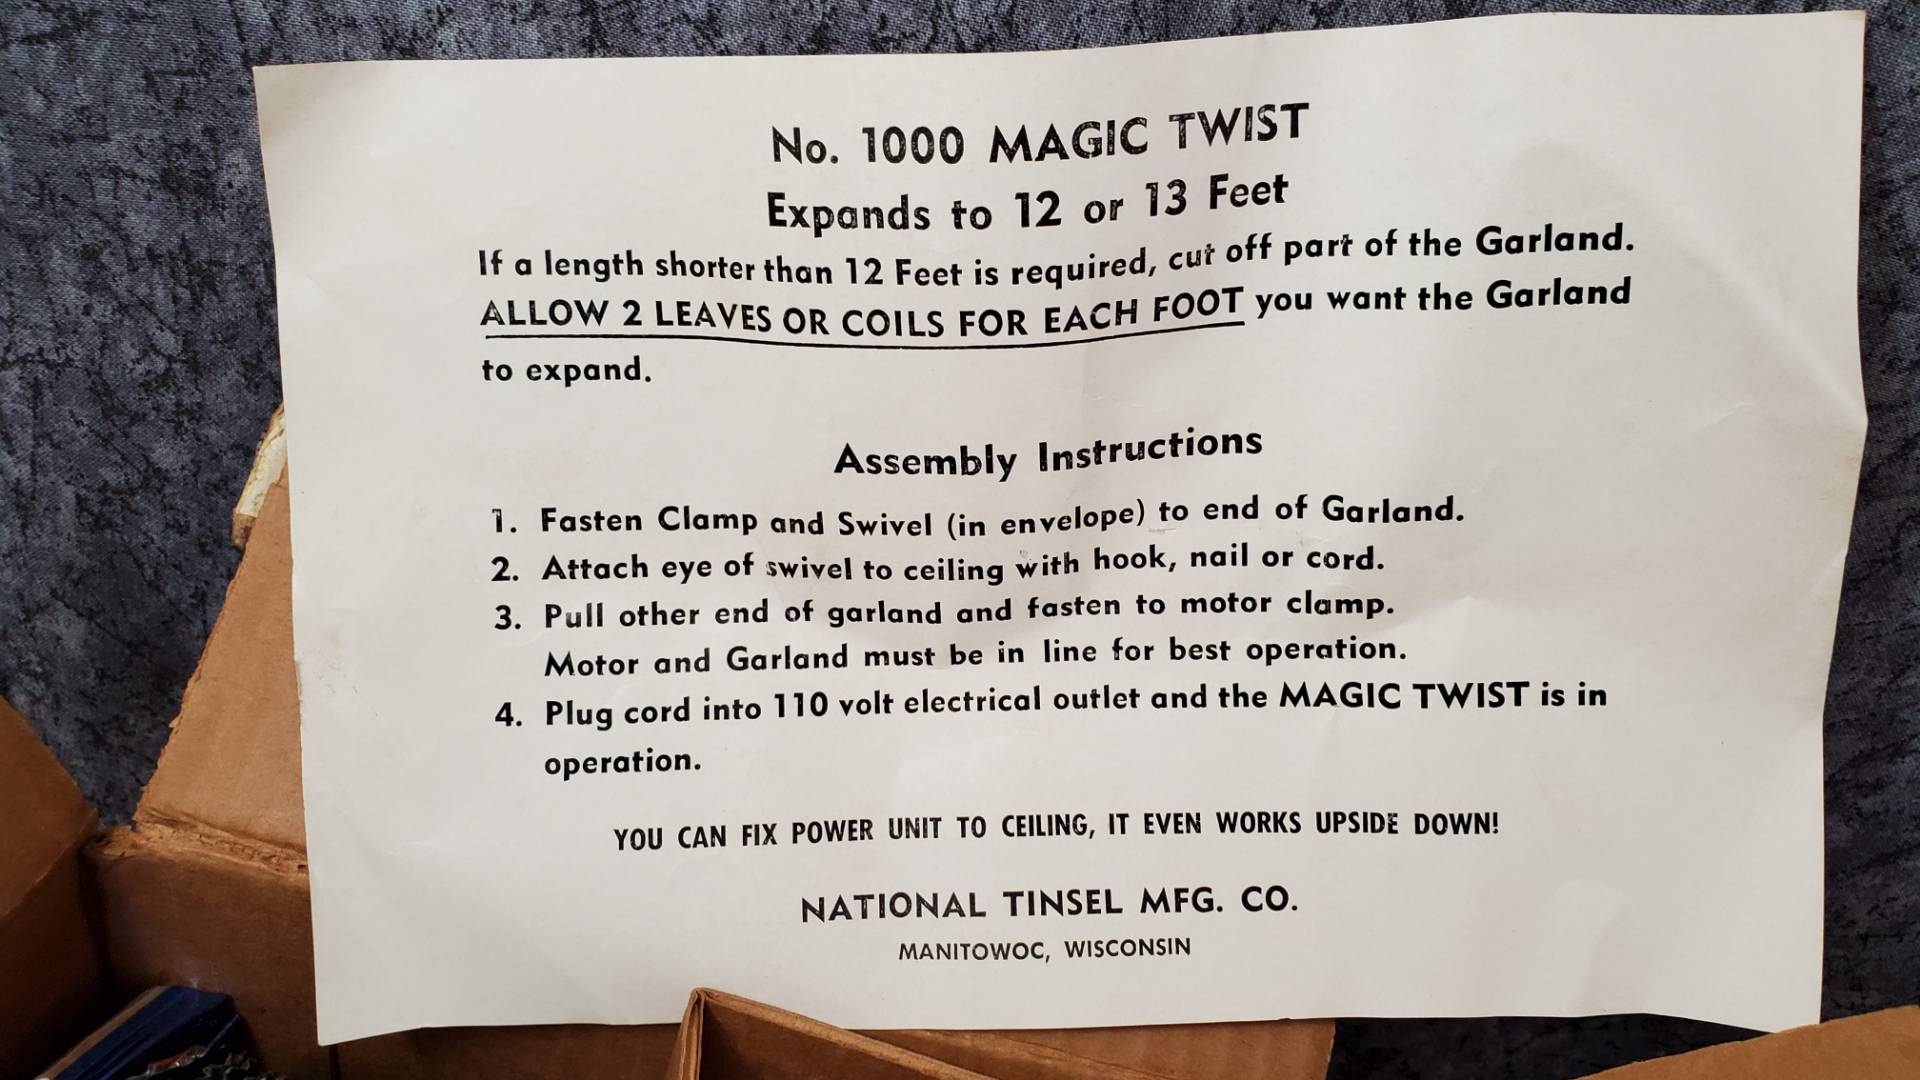 No. 1000 MAGIC TWIST
Expands to 12 or 13 Feet
If a length shorter than 12 Feet is required, cut off part of the Garland.
ALLOW 2 LEAVES OR COILS FOR EACH FOOT you want the Garland
to expand.
Assembly Instructions
1. Fasten Clamp and Swivel (in envelope) to end of Garland.
2. Attach eye of swivel to ceiling with hook, nail or cord.
3. Pull other end of garland and fasten to motor clamp.
Motor and Garland must be in line for best operation.
4. Plug cord into 110 volt electrical outlet and the MAGIC TWIST is in
operation.
YOU CAN FIX POWER UNIT TO CEILING, IT EVEN WORKS UPSIDE DOWN!
NATIONAL TINSEL MFG. CO.
MANITOWOC, WISCONSIN